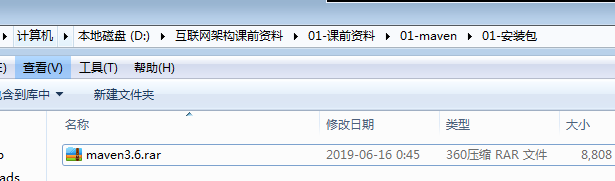 计算机 ▸ 本地磁盘 (D:) ▸ 互联网架构课前资料 ▸ 01-课前资料 ▸ 01-maven ▸ 01-安装包
E) 查看(V) 工具(T) 帮助(H)
含到库中 新建文件夹
名称 修改日期 类型 大小
maven3.6.rar 2019-06-16 0:45 360压缩 RAR 文件 8,808
ads